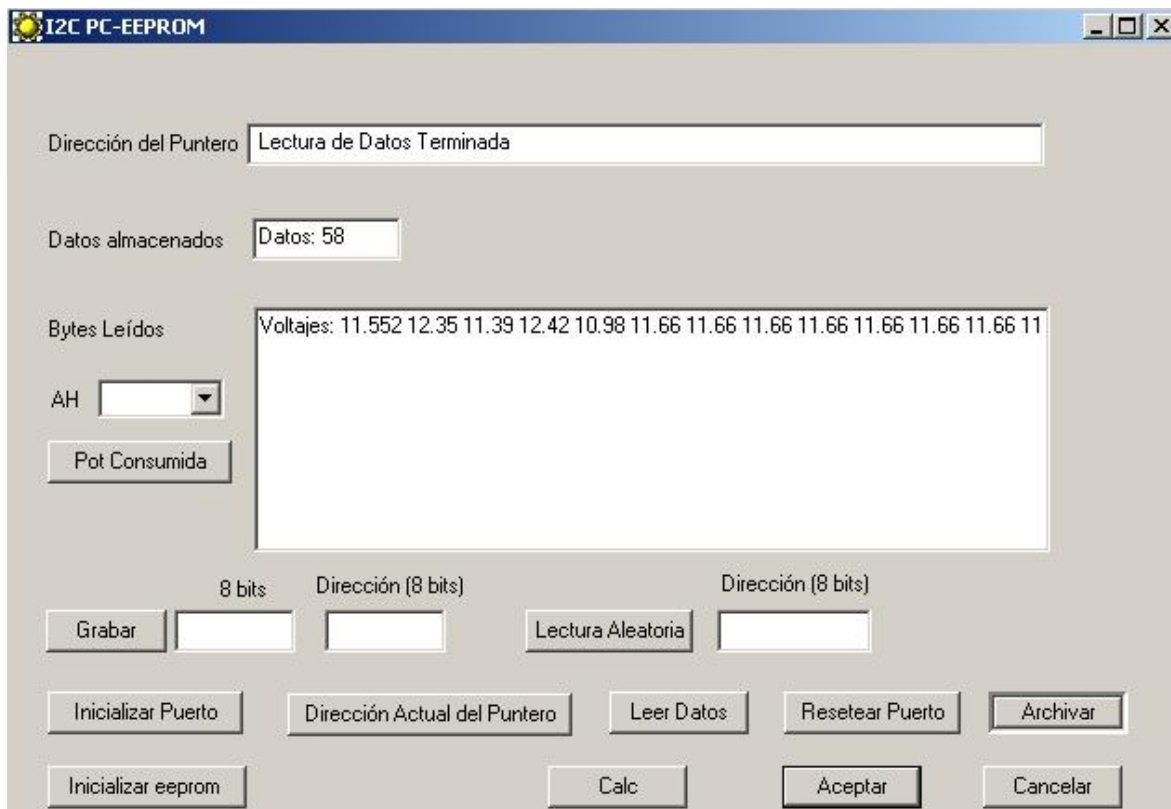 I2C PC-EEPROM
Dirección del Puntero Lectura de Datos Terminada
Datos almacenados Datos: 58
Bytes Leídos Voltajes: 11.552 12.35 11.39 12.42 10.98 11.66 11.66 11.66 11.66 11.66 11.66 11.66 11
AH
Pot Consumida
8 bits Dirección (8 bits) Dirección (8 bits)
Grabar Lectura Aleatoria
Inicializar Puerto Dirección Actual del Puntero Leer Datos Resetear Puerto Archivar
Inicializar eeprom Calc Aceptar Cancelar